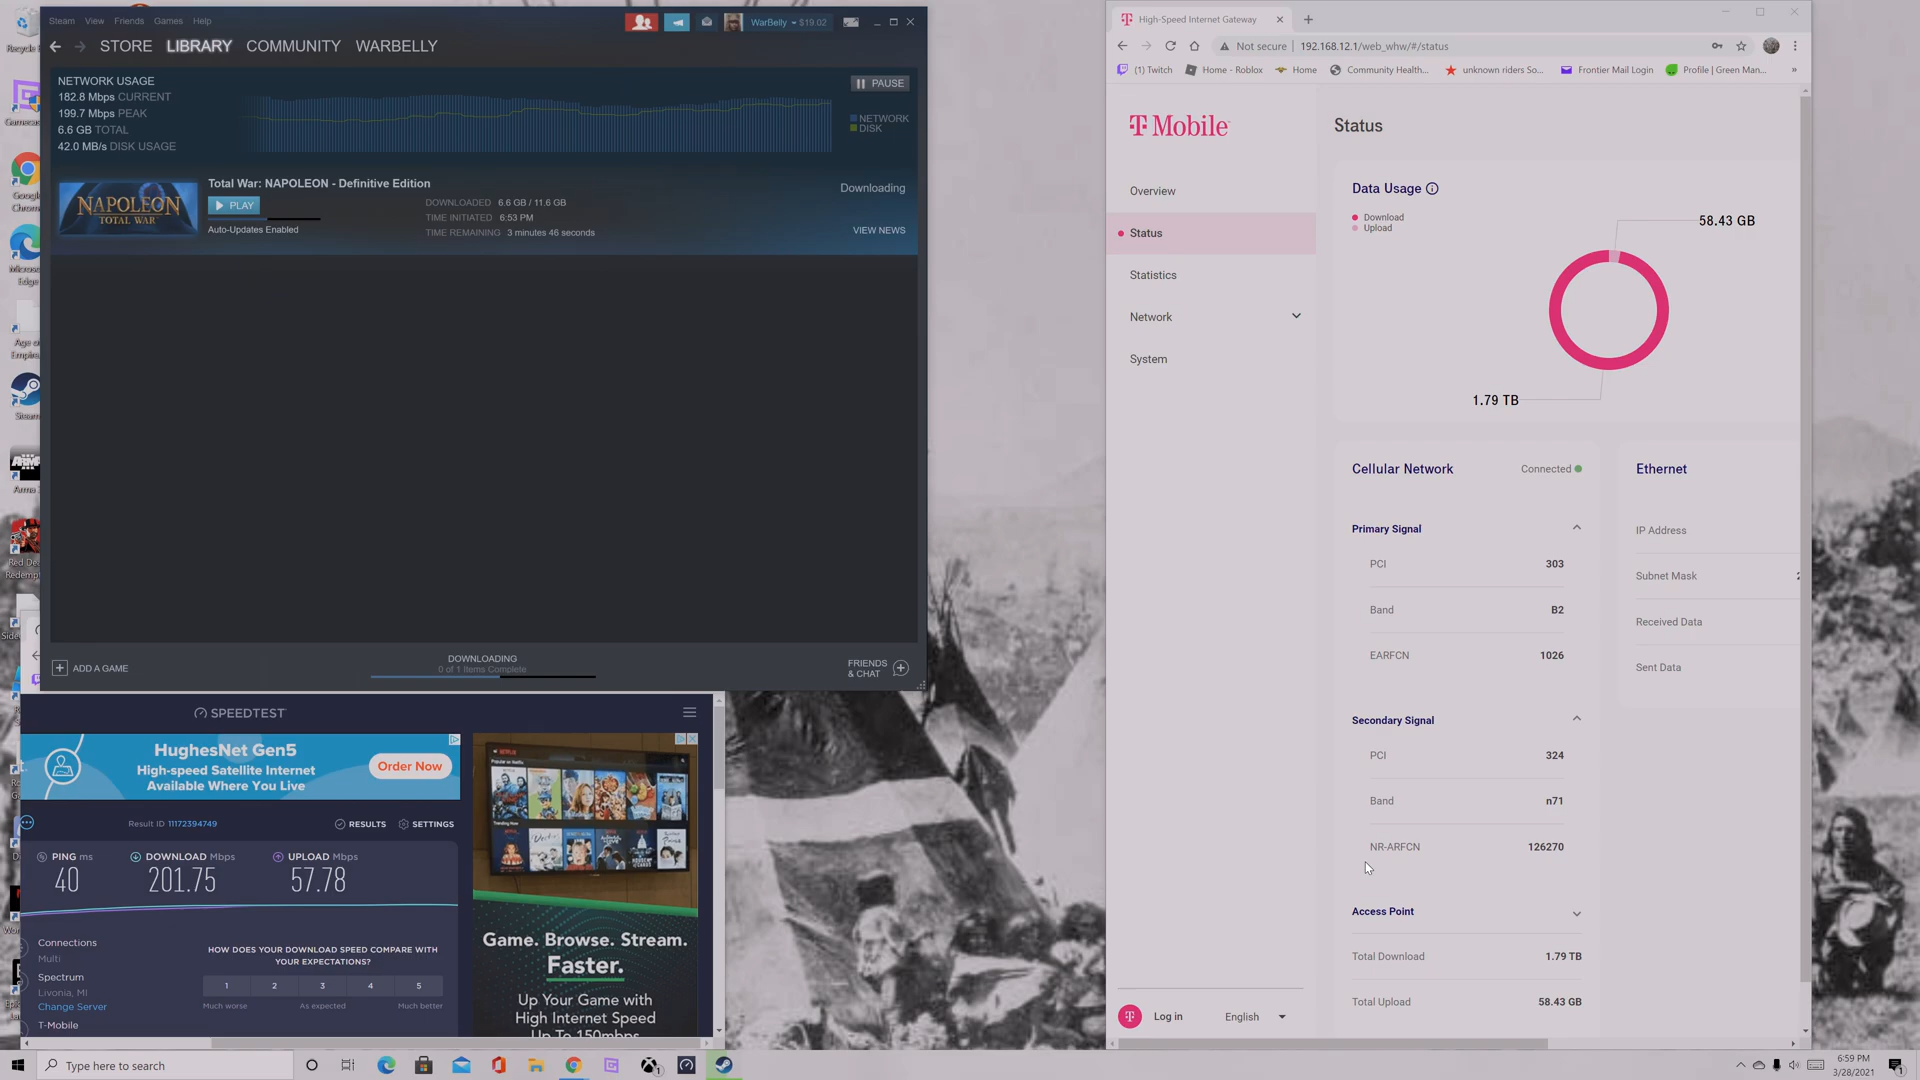 Steam View Friends Games Help
WarBelly $19.02
STORE LIBRARY COMMUNITY WARBELLY
NETWORK USAGE
182.8 Mbps CURRENT
199.7 Mbps PEAK
6.6 GB TOTAL
42.0 MB/s DISK USAGE
PAUSE
NETWORK
DISK
Total War: NAPOLEON - Definitive Edition
NAPOLEON
TOTAL WAR
PLAY
Auto-Updates Enabled
DOWNLOADED 6.6 GB / 11.6 GB
TIME INITIATED 6:53 PM
TIME REMAINING 3 minutes 46 seconds
Downloading
VIEW NEWS
ADD A GAME
DOWNLOADING
0 of 1 Items Complete
FRIENDS
& CHAT
SPEEDTEST
HughesNet Gen5
High-speed Satellite Internet
Available Where You Live
Order Now
Result ID 11172394749
RESULTS
SETTINGS
PING ms
40
DOWNLOAD Mbps
201.75
UPLOAD Mbps
57.78
Connections
Multi
Spectrum
Livonia, MI
Change Server
T-Mobile
HOW DOES YOUR DOWNLOAD SPEED COMPARE WITH
YOUR EXPECTATIONS?
1 2 3 4 5
Much worse As expected Much better
NETFLIX
Game. Browse. Stream.
Faster.
Up Your Game with
High Internet Speed
Up To 150mbps
High-Speed Internet Gateway
Not secure 192.168.12.1/web_whw/#/status
(1) Twitch Home - Roblox Home Community Health... unknown riders So... Frontier Mail Login Profile | Green Man...
T Mobile
Overview
Status
Statistics
Network
System
Log in
English
Status
Data Usage
Download
Upload
58.43 GB
1.79 TB
Cellular Network Connected
Primary Signal
PCI 303
Band B2
EARFCN 1026
Secondary Signal
PCI 324
Band n71
NR-ARFCN 126270
Access Point
Total Download 1.79 TB
Total Upload 58.43 GB
Ethernet
IP Address
Subnet Mask
Received Data
Sent Data
Type here to search
6:59 PM
3/28/2021